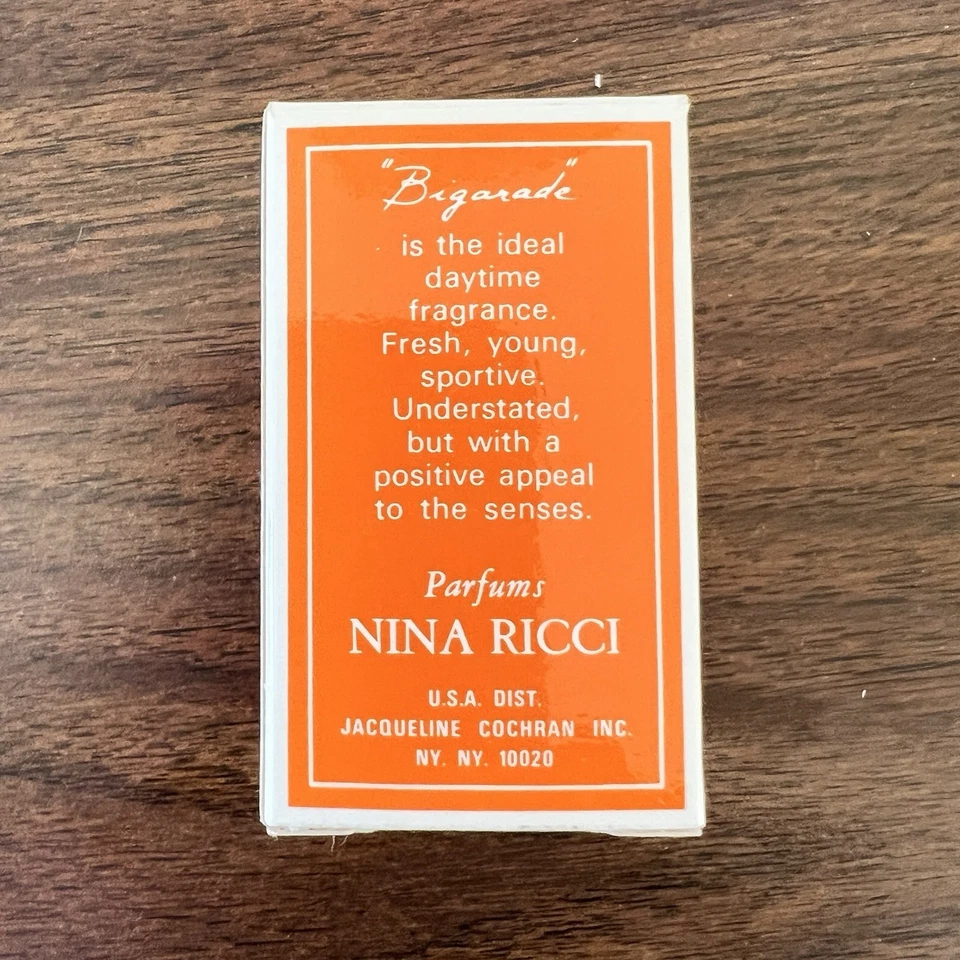 "Bigarade"
is the ideal
daytime
fragrance.
Fresh, young,
sportive.
Understated,
but with a
positive appeal
to the senses.
Parfums
NINA RICCI
U.S.A. DIST.
JACQUELINE COCHRAN INC.
NY. NY. 10020